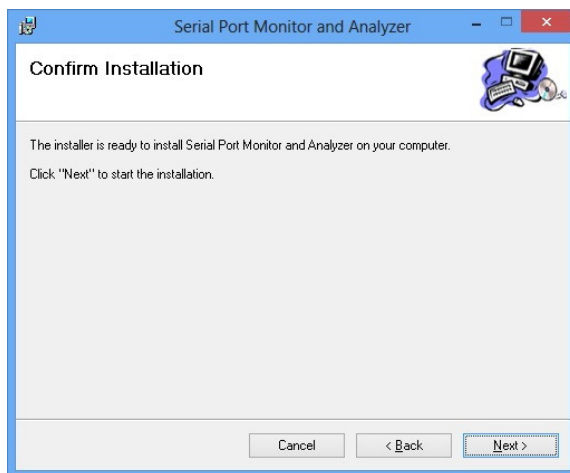 Serial Port Monitor and Analyzer
Confirm Installation
The installer is ready to install Serial Port Monitor and Analyzer on your computer.
Click "Next" to start the installation.
Cancel
< Back
Next >